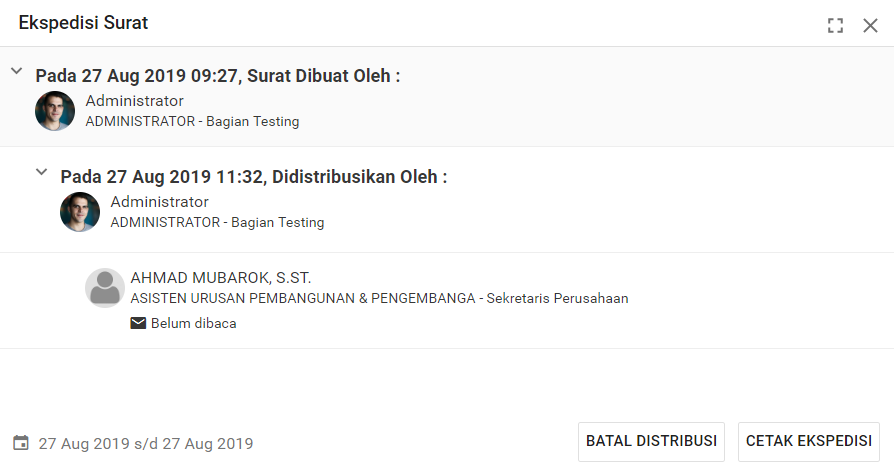 Ekspedisi Surat
Pada 27 Aug 2019 09:27, Surat Dibuat Oleh :
Administrator
ADMINISTRATOR - Bagian Testing
Pada 27 Aug 2019 11:32, Didistribusikan Oleh :
Administrator
ADMINISTRATOR - Bagian Testing
AHMAD MUBAROK, S.ST.
ASISTEN URUSAN PEMBANGUNAN & PENGEMBANGA - Sekretaris Perusahaan
Belum dibaca
27 Aug 2019 s/d 27 Aug 2019
BATAL DISTRIBUSI
CETAK EKSPEDISI